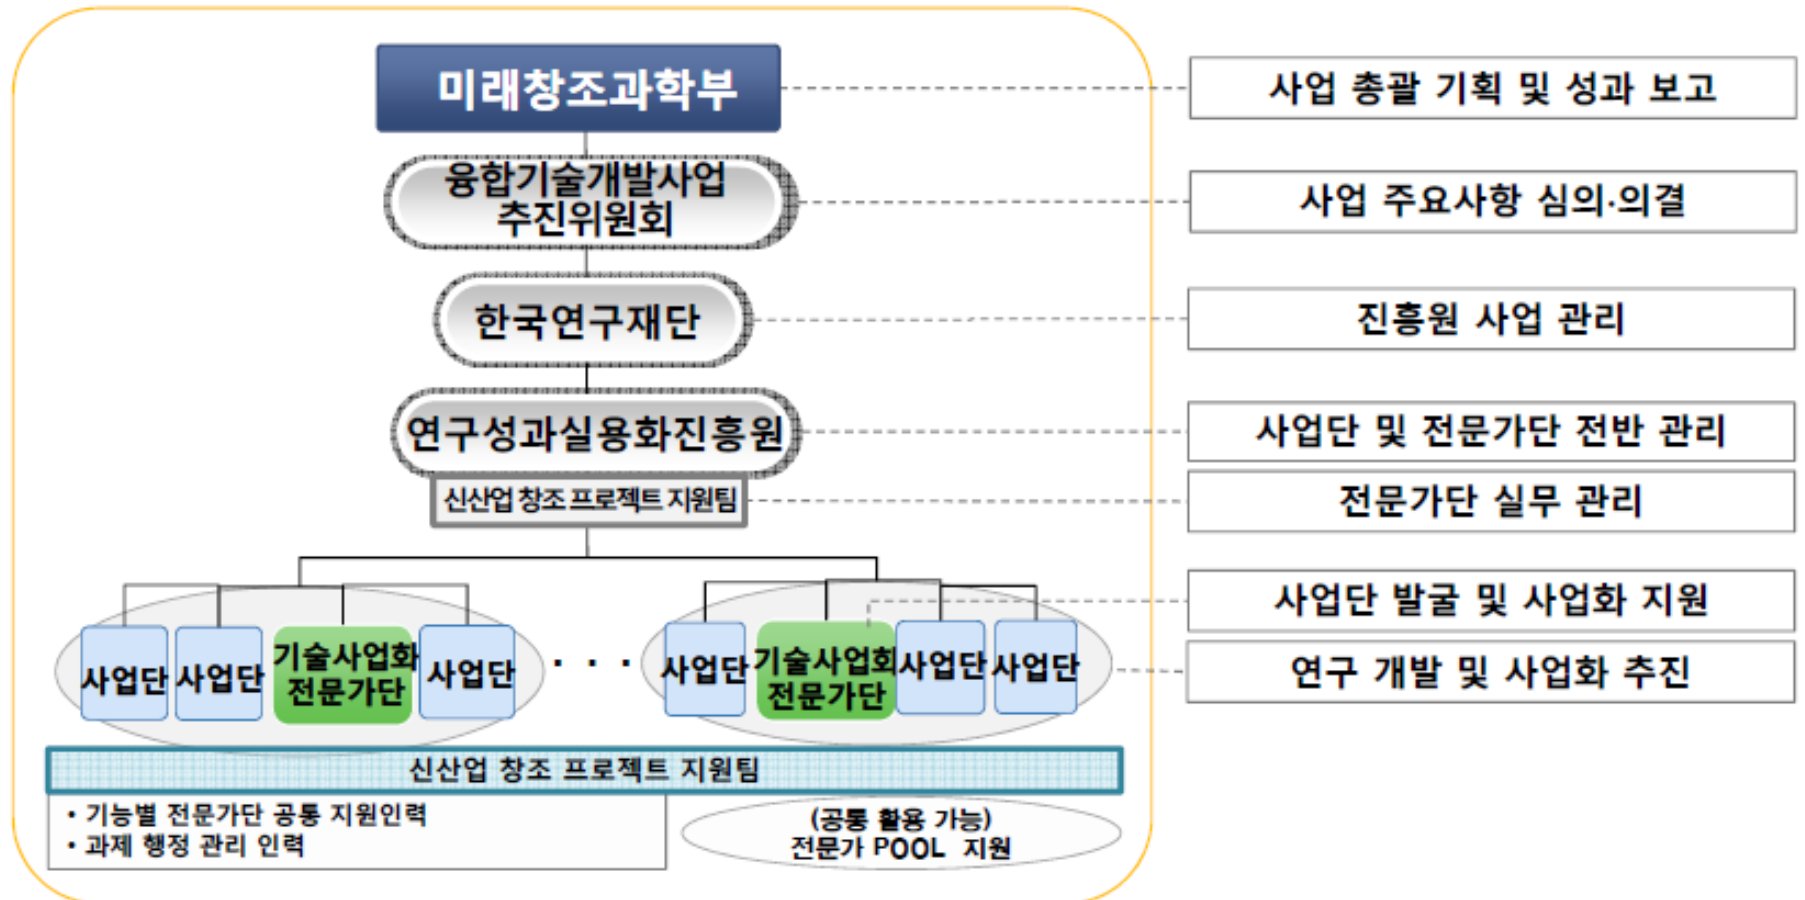 미래창조과학부
사업 총괄 기획 및 성과 보고
융합기술개발사업
추진위원회
사업 주요사항 심의·의결
한국연구재단
진흥원 사업 관리
연구성과실용화진흥원
사업단 및 전문가단 전반 관리
신산업 창조 프로젝트 지원팀
전문가단 실무 관리
사업단 발굴 및 사업화 지원
사업단
사업단
기술사업화
전문가단
사업단
· · ·
사업단
기술사업화
전문가단
사업단
사업단
연구 개발 및 사업화 추진
신산업 창조 프로젝트 지원팀
• 기능별 전문가단 공통 지원인력
• 과제 행정 관리 인력
(공통 활용 가능)
전문가 POOL 지원